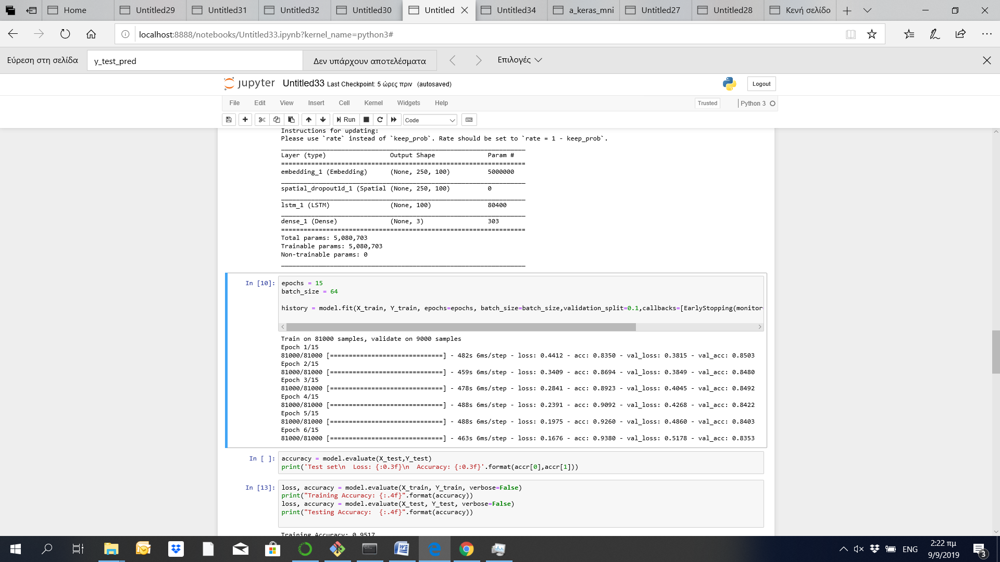 Home Untitled29 Untitled31 Untitled32 Untitled30 Untitled Untitled34 a_keras_mni Untitled27 Untitled28 Κενή σελίδο
localhost:8888/notebooks/Untitled33.ipynb?kernel_name=python3#
Εύρεση στη σελίδα y_test_pred Δεν υπάρχουν αποτελέσματα Επιλογές
jupyter Untitled33 Last Checkpoint: 5 ώρες πριν (autosaved) Logout
File Edit View Insert Cell Kernel Widgets Help Trusted Python 3
Run Code
Instructions for updating:
Please use `rate` instead of `keep_prob`. Rate should be set to `rate = 1 - keep_prob`.
_________________________________________________________________
Layer (type) Output Shape Param #
=================================================================
embedding_1 (Embedding) (None, 250, 100) 5000000
_________________________________________________________________
spatial_dropout1d_1 (Spatial (None, 250, 100) 0
_________________________________________________________________
lstm_1 (LSTM) (None, 100) 80400
_________________________________________________________________
dense_1 (Dense) (None, 3) 303
=================================================================
Total params: 5,080,703
Trainable params: 5,080,703
Non-trainable params: 0
_________________________________________________________________
In [10]: epochs = 15
batch_size = 64
history = model.fit(X_train, Y_train, epochs=epochs, batch_size=batch_size,validation_split=0.1,callbacks=[EarlyStopping(monitor
Train on 81000 samples, validate on 9000 samples
Epoch 1/15
81000/81000 [==============================] - 482s 6ms/step - loss: 0.4412 - acc: 0.8350 - val_loss: 0.3815 - val_acc: 0.8503
Epoch 2/15
81000/81000 [==============================] - 459s 6ms/step - loss: 0.3409 - acc: 0.8694 - val_loss: 0.3849 - val_acc: 0.8480
Epoch 3/15
81000/81000 [==============================] - 478s 6ms/step - loss: 0.2841 - acc: 0.8923 - val_loss: 0.4045 - val_acc: 0.8492
Epoch 4/15
81000/81000 [==============================] - 488s 6ms/step - loss: 0.2391 - acc: 0.9092 - val_loss: 0.4268 - val_acc: 0.8422
Epoch 5/15
81000/81000 [==============================] - 488s 6ms/step - loss: 0.1975 - acc: 0.9260 - val_loss: 0.4860 - val_acc: 0.8403
Epoch 6/15
81000/81000 [==============================] - 463s 6ms/step - loss: 0.1676 - acc: 0.9380 - val_loss: 0.5178 - val_acc: 0.8353
In [ ]: accuracy = model.evaluate(X_test,Y_test)
print('Test set\n  Loss: {:0.3f}\n  Accuracy: {:0.3f}'.format(accr[0],accr[1]))
In [13]: loss, accuracy = model.evaluate(X_train, Y_train, verbose=False)
print("Training Accuracy: {:.4f}".format(accuracy))
loss, accuracy = model.evaluate(X_test, Y_test, verbose=False)
print("Testing Accuracy:  {:.4f}".format(accuracy))
Training Accuracy: 0.9517
ENG 2:22 πμ
9/9/2019 3